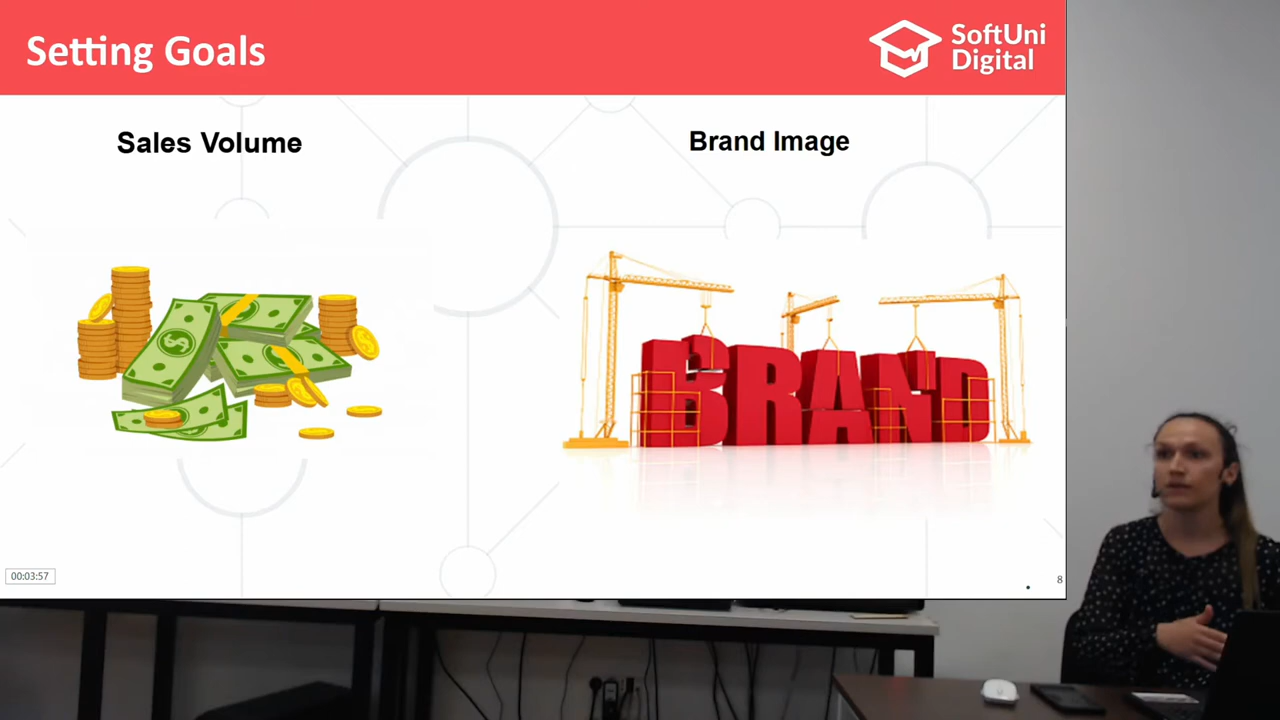 Setting Goals
SoftUni
Digital
Sales Volume
Brand Image
BRAND
00:03:57
8